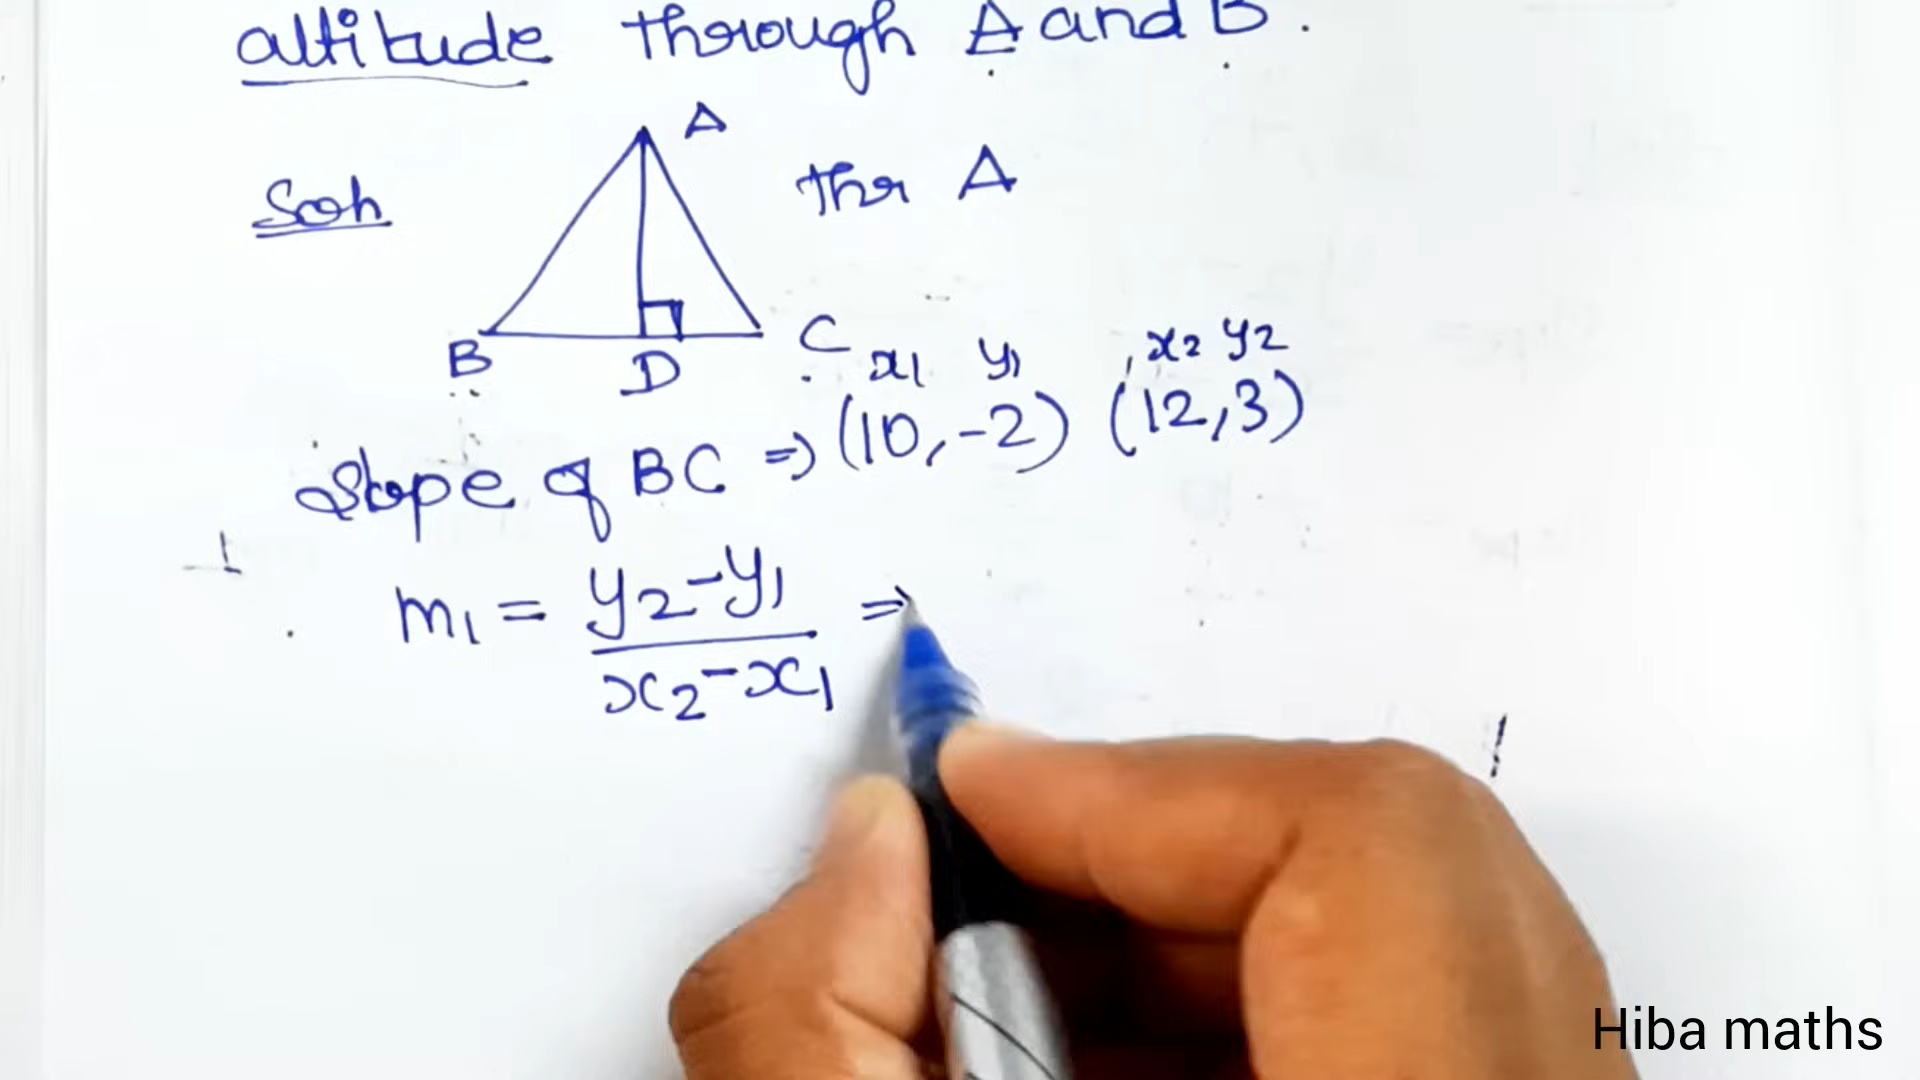 altitude through A and B.
A
Soln
Thr A
B D C
x1 y1 x2 y2
Slope of BC ⇒ (10,-2) (12,3)
m1 = y2-y1 / x2-x1 ⇒
Hiba maths